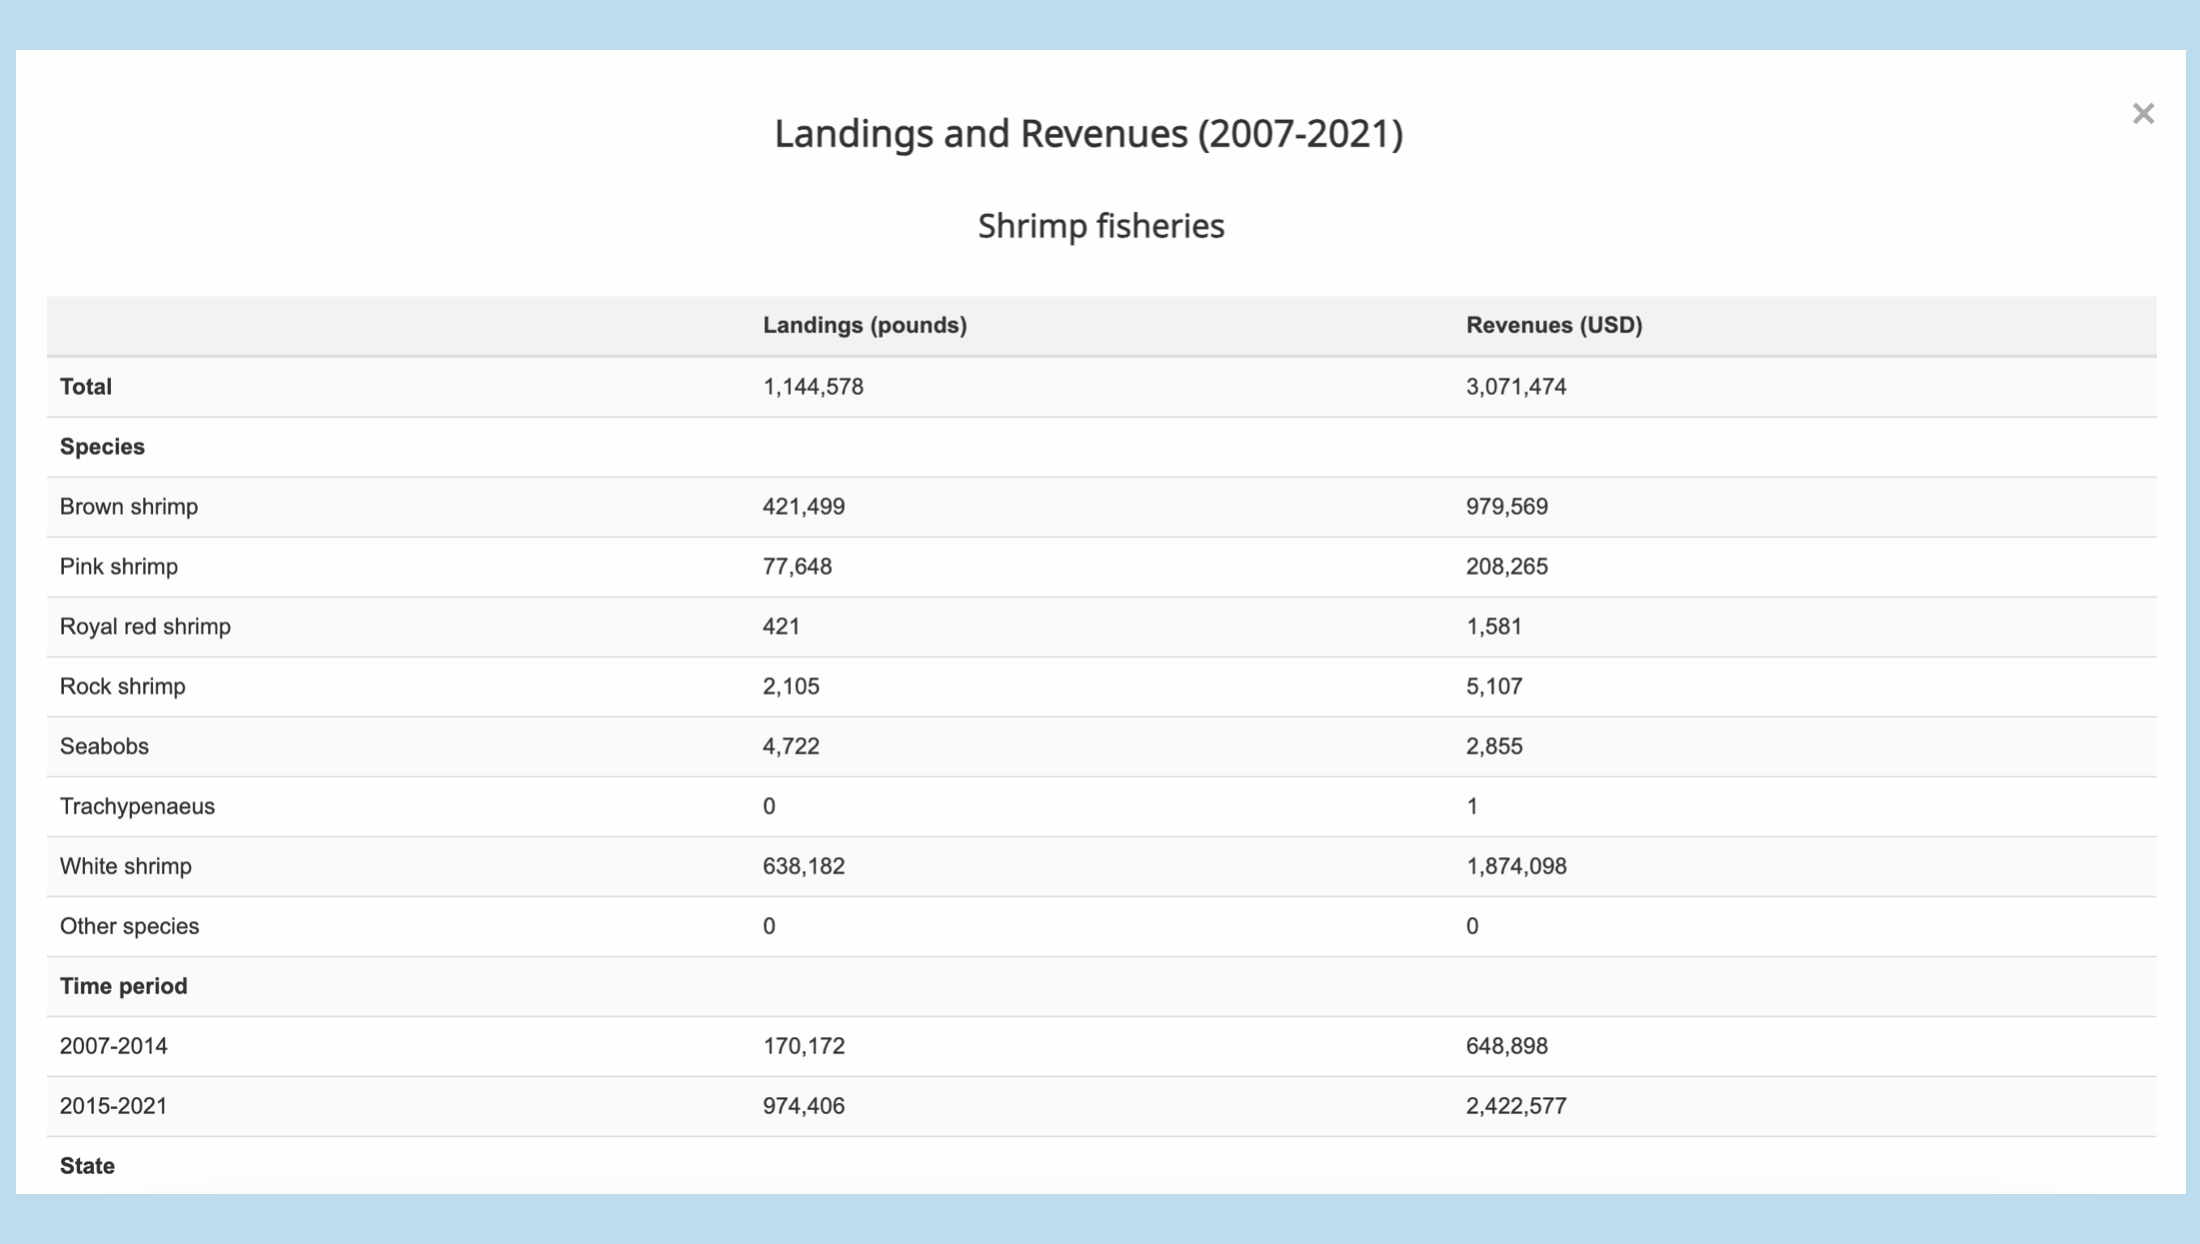 ×
Landings and Revenues (2007-2021)
Shrimp fisheries
Landings (pounds) Revenues (USD)
Total 1,144,578 3,071,474
Species
Brown shrimp 421,499 979,569
Pink shrimp 77,648 208,265
Royal red shrimp 421 1,581
Rock shrimp 2,105 5,107
Seabobs 4,722 2,855
Trachypenaeus 0 1
White shrimp 638,182 1,874,098
Other species 0 0
Time period
2007-2014 170,172 648,898
2015-2021 974,406 2,422,577
State